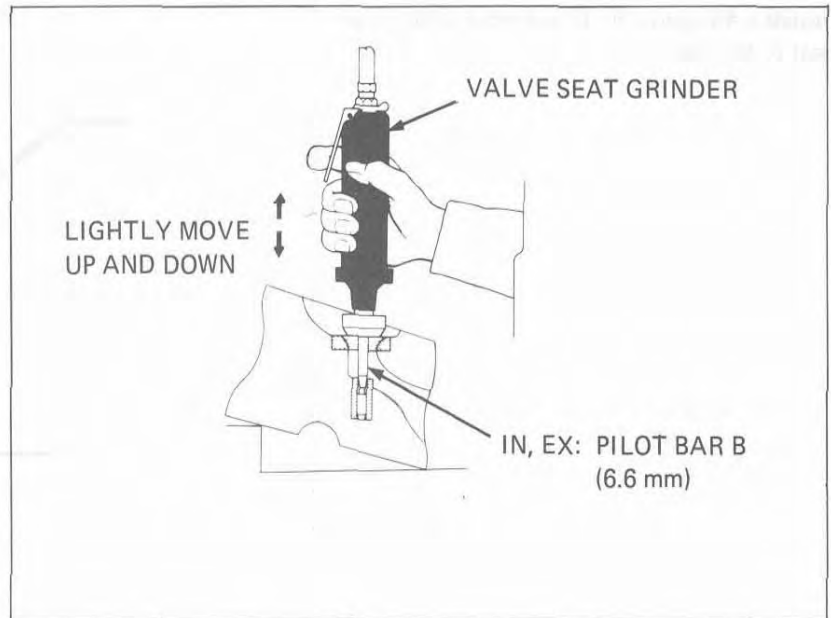 VALVE SEAT GRINDER
LIGHTLY MOVE
UP AND DOWN
IN, EX: PILOT BAR B
(6.6 mm)